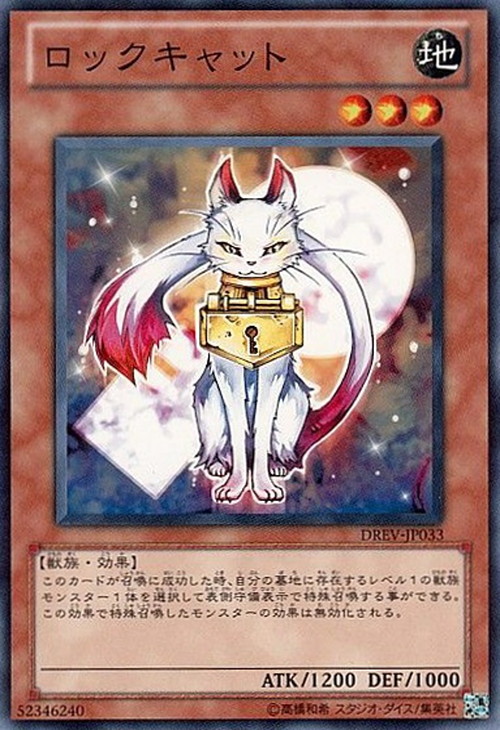 ロックキャット
地
DREV-JP033
【獣族・効果】
このカードが召喚に成功した時、自分の墓地に存在するレベル1の獣族
モンスター1体を選択して表側守備表示で特殊召喚する事ができる。
この効果で特殊召喚したモンスターの効果は無効化される。
ATK/1200 DEF/1000
52346240 ©高橋和希 スタジオ・ダイス/集英社